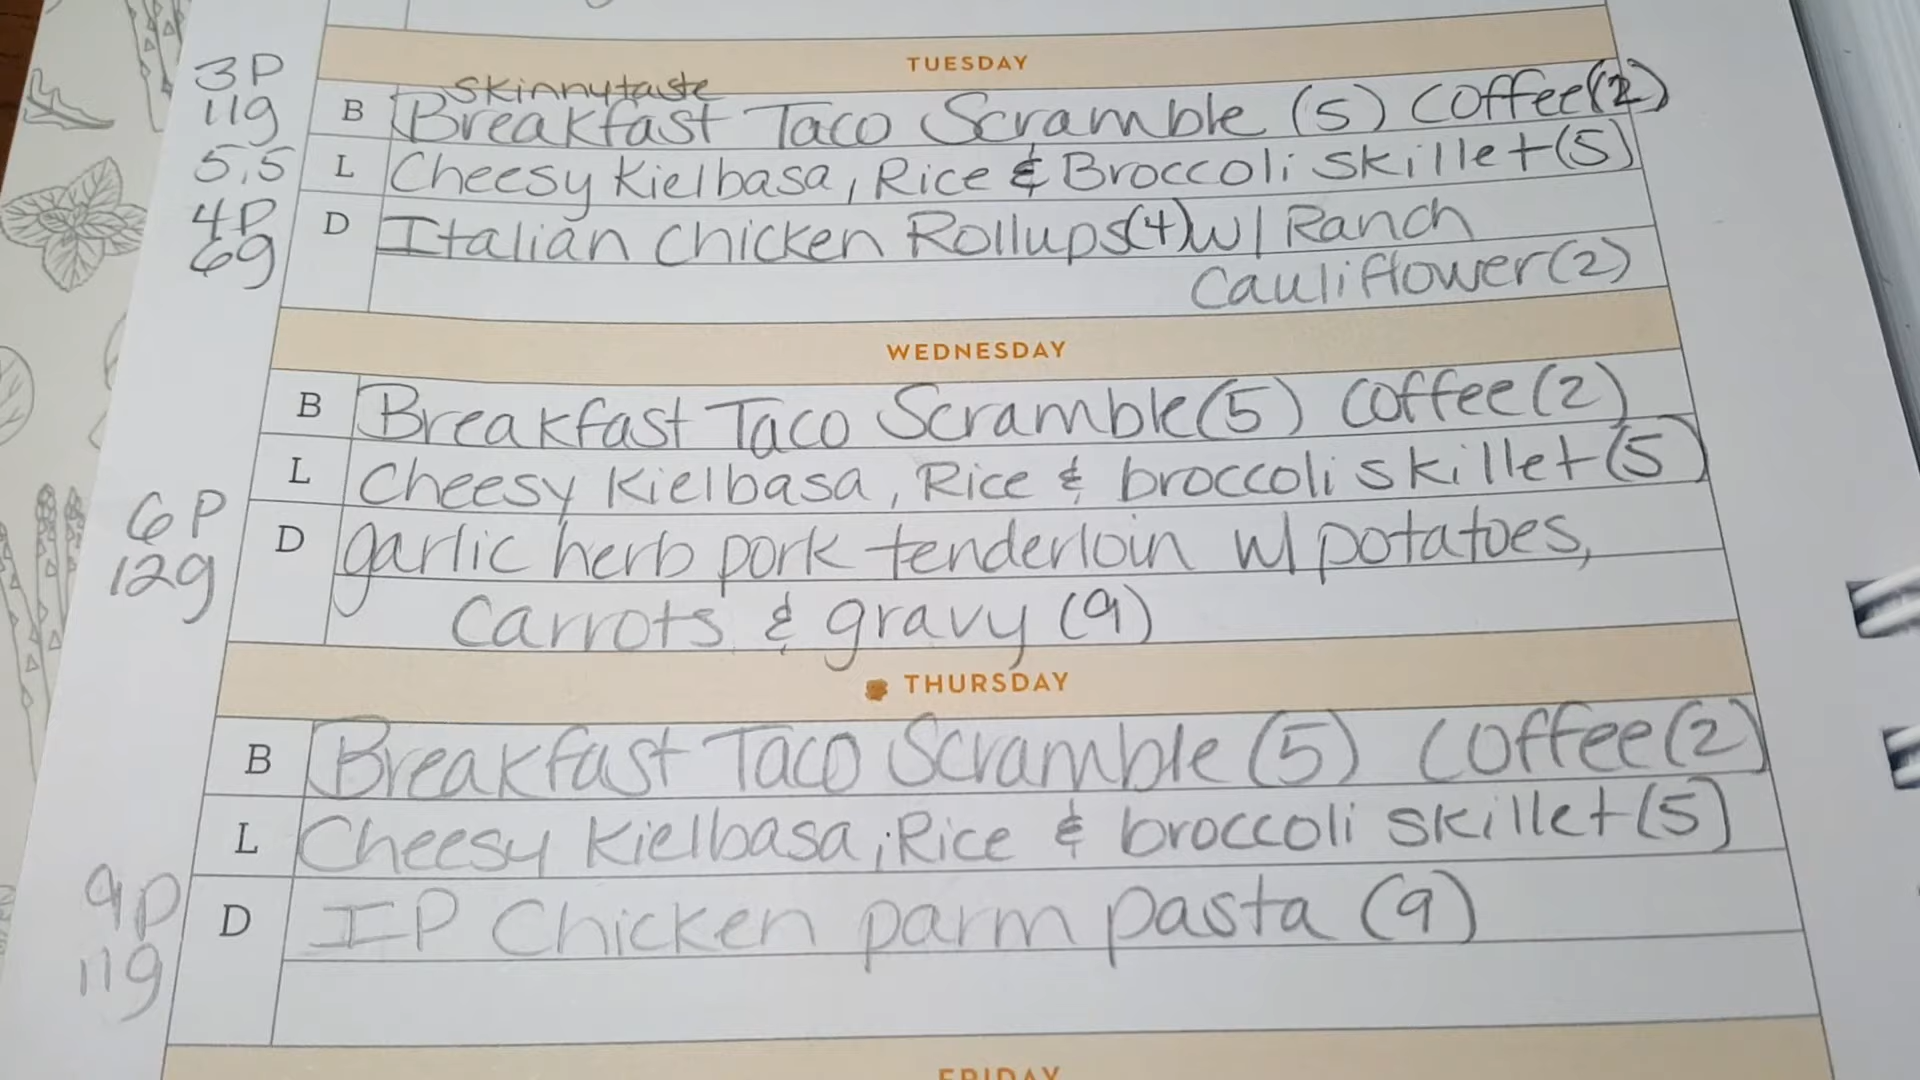 TUESDAY
3P
11g
skinnytaste
B Breakfast Taco Scramble (5) Coffee(2)
5,5 L Cheesy Kielbasa, Rice & Broccoli Skillet(5)
4P
6g
D Italian Chicken Rollups(4)w/ Ranch
Cauliflower(2)
WEDNESDAY
B Breakfast Taco Scramble(5) Coffee(2)
L Cheesy Kielbasa, Rice & broccoli skillet(5)
6P
12g
D garlic herb pork tenderloin w/ potatoes,
Carrots & gravy (9)
THURSDAY
B Breakfast Taco Scramble (5) Coffee(2)
L Cheesy Kielbasa, Rice & broccoli skillet(5)
9P
11g
D IP Chicken parm pasta (9)
FRIDAY